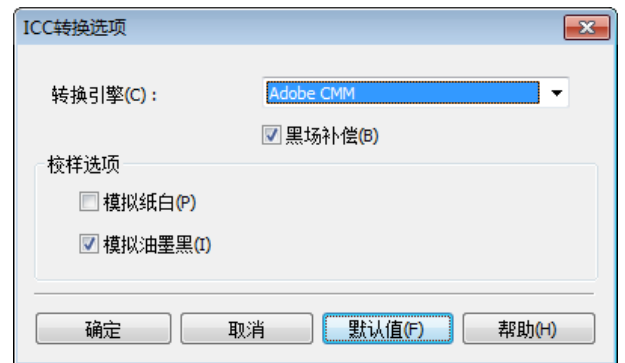 ICC转换选项
转换引擎(C)： Adobe CMM
黑场补偿(B)
校样选项
模拟纸白(P)
模拟油墨黑(I)
确定 取消 默认值(F) 帮助(H)